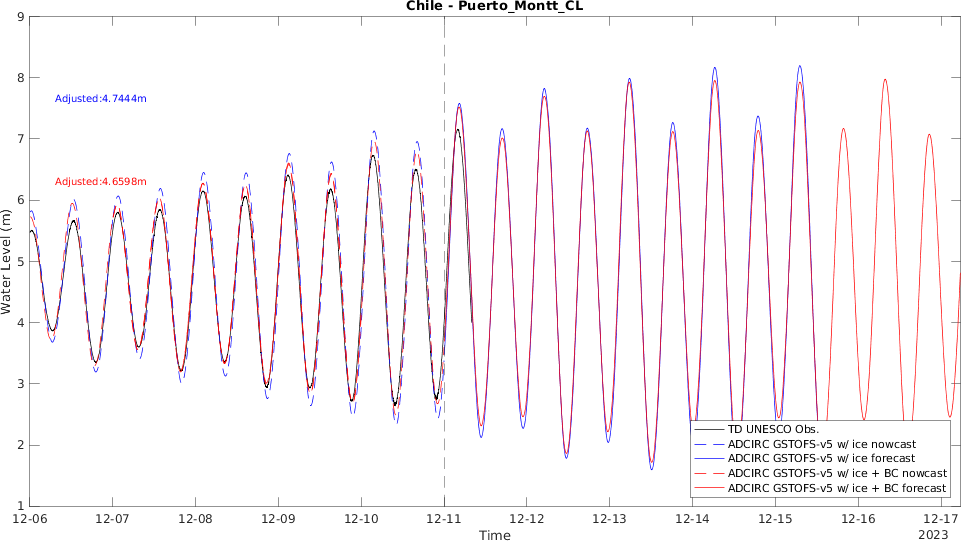 Chile - Puerto_Montt_CL
9
8
7
6
5
4
3
2
1
Water Level (m)
Adjusted:4.7444m
Adjusted:4.6598m
TD UNESCO Obs.
ADCIRC GSTOFS-v5 w/ ice nowcast
ADCIRC GSTOFS-v5 w/ ice forecast
ADCIRC GSTOFS-v5 w/ ice + BC nowcast
ADCIRC GSTOFS-v5 w/ ice + BC forecast
12-06 12-07 12-08 12-09 12-10 12-11 12-12 12-13 12-14 12-15 12-16 12-17
Time
2023